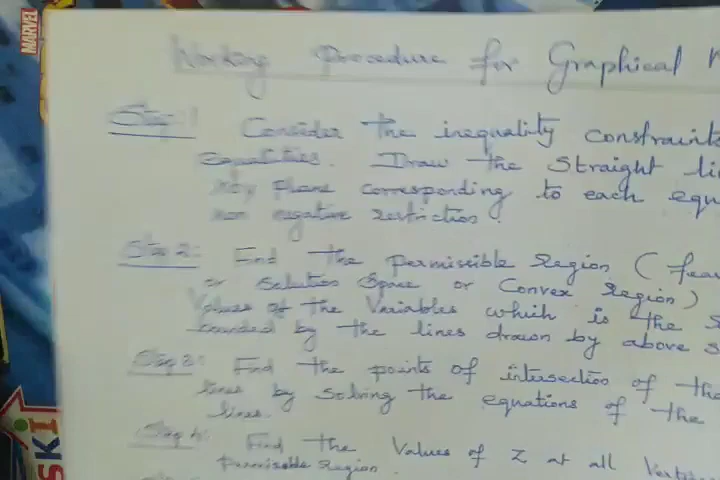 MARVEL
Working Procedure for Graphical
Step 1 Consider the inequality constraints
Equalities. Draw the Straight
Plane corresponding to each
non negative restriction.
Step 2: Find the permissible Region (
or Solution Space or Convex Region)
Values of the Variables which is the
bounded by the lines drawn by above
Step 3: Find the points of intersection of the
lines by solving the equations of the
lines.
Step 4: Find the Values of Z at all
Permissible Region.
SKI